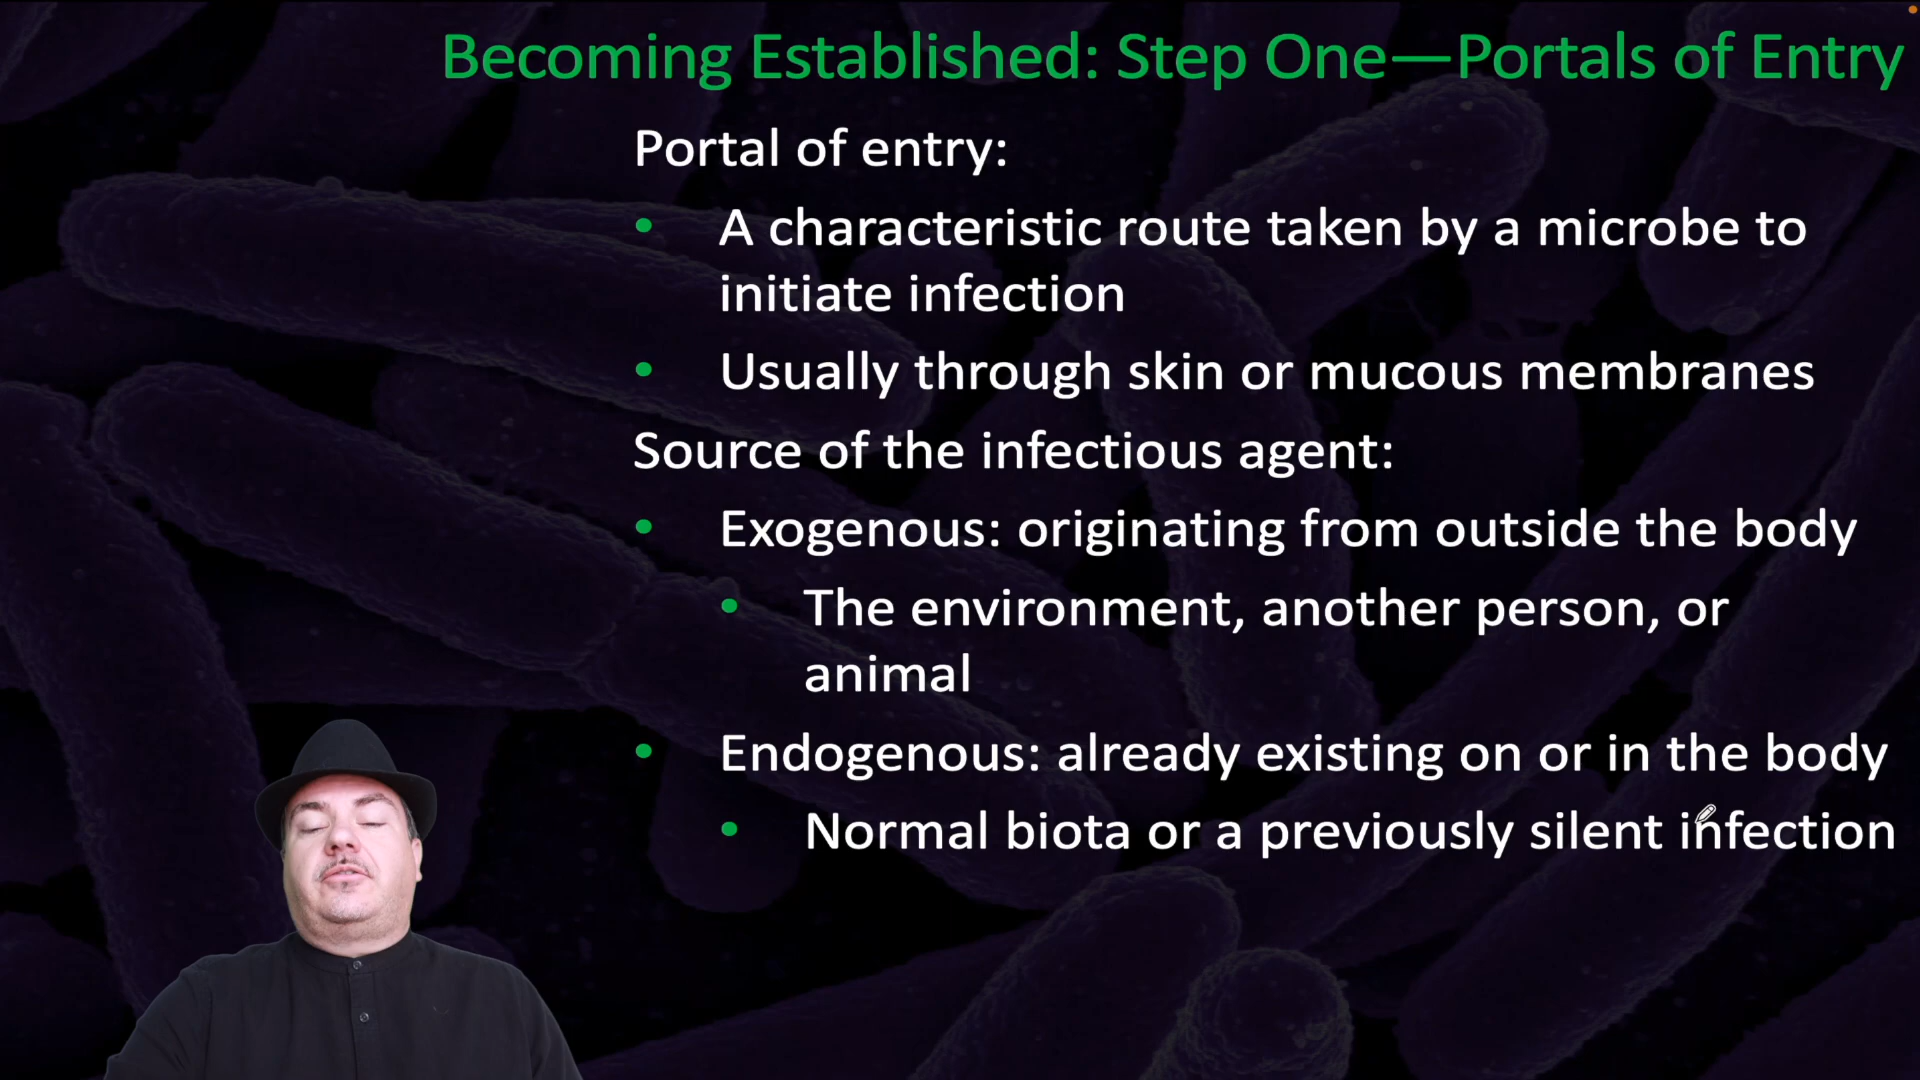 Becoming Established: Step One—Portals of Entry
Portal of entry:
• A characteristic route taken by a microbe to
initiate infection
• Usually through skin or mucous membranes
Source of the infectious agent:
• Exogenous: originating from outside the body
• The environment, another person, or
animal
• Endogenous: already existing on or in the body
• Normal biota or a previously silent infection